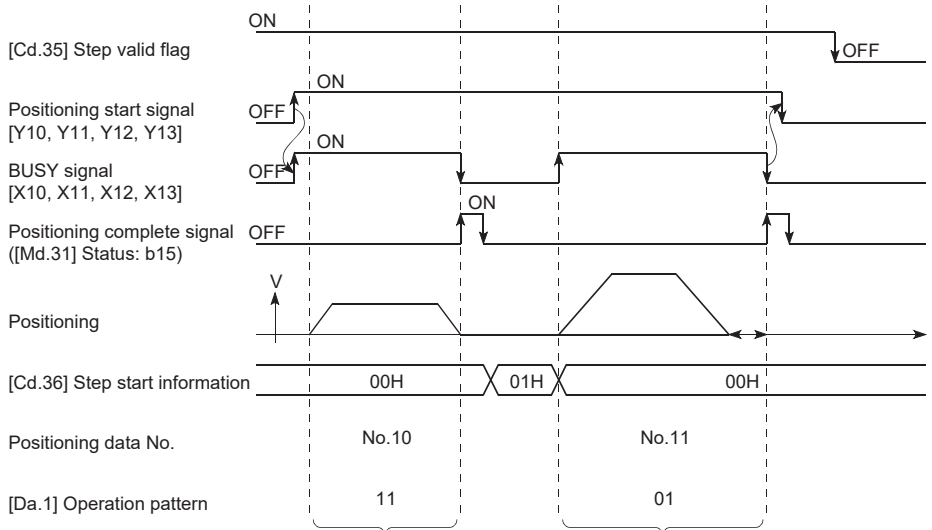 ON
[Cd.35] Step valid flag
OFF
ON
Positioning start signal
[Y10, Y11, Y12, Y13]
OFF
ON
BUSY signal
[X10, X11, X12, X13]
OFF
ON
Positioning complete signal
([Md.31] Status: b15)
OFF
V
Positioning
[Cd.36] Step start information
00H
01H
00H
Positioning data No.
No.10
No.11
[Da.1] Operation pattern
11
01